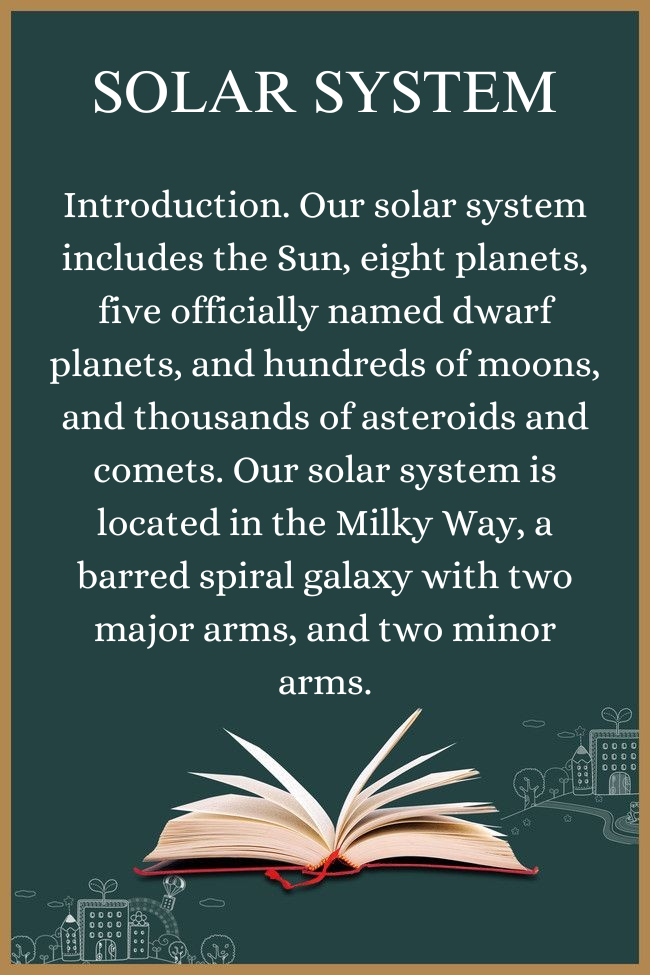 SOLAR SYSTEM
Introduction. Our solar system
includes the Sun, eight planets,
five officially named dwarf
planets, and hundreds of moons,
and thousands of asteroids and
comets. Our solar system is
located in the Milky Way, a
barred spiral galaxy with two
major arms, and two minor
arms.